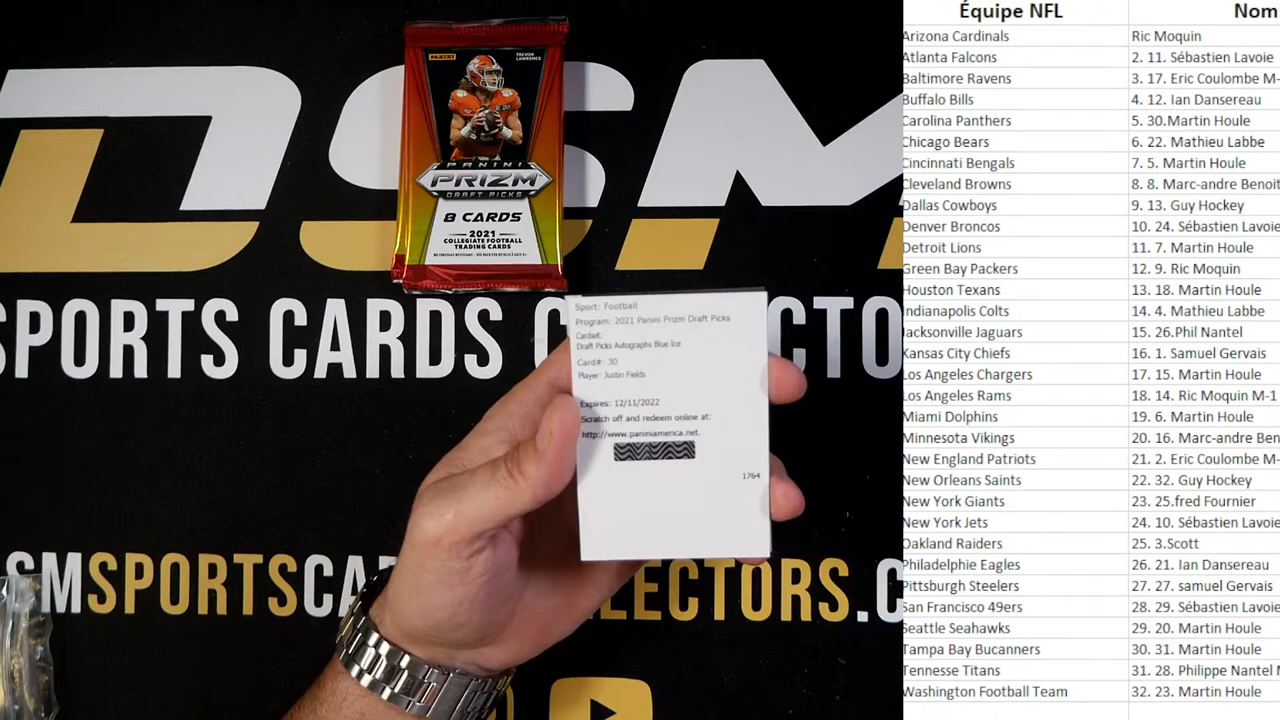 PANINI
TREVOR
LAWRENCE
PANINI
PRIZM
DRAFT PICKS
8 CARDS
2021
COLLEGIATE FOOTBALL
TRADING CARDS
DSM
SPORTS CARDS C CTO
SMSPORTSCA LECTORS.C
Sport: Football
Program: 2021 Panini Prizm Draft Picks
Cardset:
Draft Picks Autographs Blue Ice
Card#: 30
Player: Justin Fields
Expires: 12/11/2022
Scratch off and redeem online at:
http://www.paniniamerica.net.
1764
Équipe NFL Nom
Arizona Cardinals Ric Moquin
Atlanta Falcons 2. 11. Sébastien Lavoie
Baltimore Ravens 3. 17. Eric Coulombe M-
Buffalo Bills 4. 12. Ian Dansereau
Carolina Panthers 5. 30.Martin Houle
Chicago Bears 6. 22. Mathieu Labbe
Cincinnati Bengals 7. 5. Martin Houle
Cleveland Browns 8. 8. Marc-andre Benoit
Dallas Cowboys 9. 13. Guy Hockey
Denver Broncos 10. 24. Sébastien Lavoie
Detroit Lions 11. 7. Martin Houle
Green Bay Packers 12. 9. Ric Moquin
Houston Texans 13. 18. Martin Houle
Indianapolis Colts 14. 4. Mathieu Labbe
Jacksonville Jaguars 15. 26.Phil Nantel
Kansas City Chiefs 16. 1. Samuel Gervais
Los Angeles Chargers 17. 15. Martin Houle
Los Angeles Rams 18. 14. Ric Moquin M-1
Miami Dolphins 19. 6. Martin Houle
Minnesota Vikings 20. 16. Marc-andre Ben
New England Patriots 21. 2. Eric Coulombe M-
New Orleans Saints 22. 32. Guy Hockey
New York Giants 23. 25.fred Fournier
New York Jets 24. 10. Sébastien Lavoie
Oakland Raiders 25. 3.Scott
Philadelphie Eagles 26. 21. Ian Dansereau
Pittsburgh Steelers 27. 27. samuel Gervais
San Francisco 49ers 28. 29. Sébastien Lavoie
Seattle Seahawks 29. 20. Martin Houle
Tampa Bay Bucanners 30. 31. Martin Houle
Tennesse Titans 31. 28. Philippe Nantel M
Washington Football Team 32. 23. Martin Houle